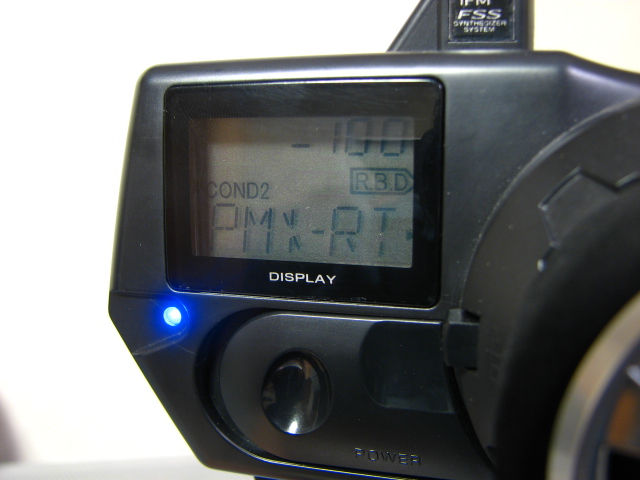 FM
FSS
SYNTHESIZER
SYSTEM
-100
COND2 R.B.D
PMX-RT
DISPLAY
POWER